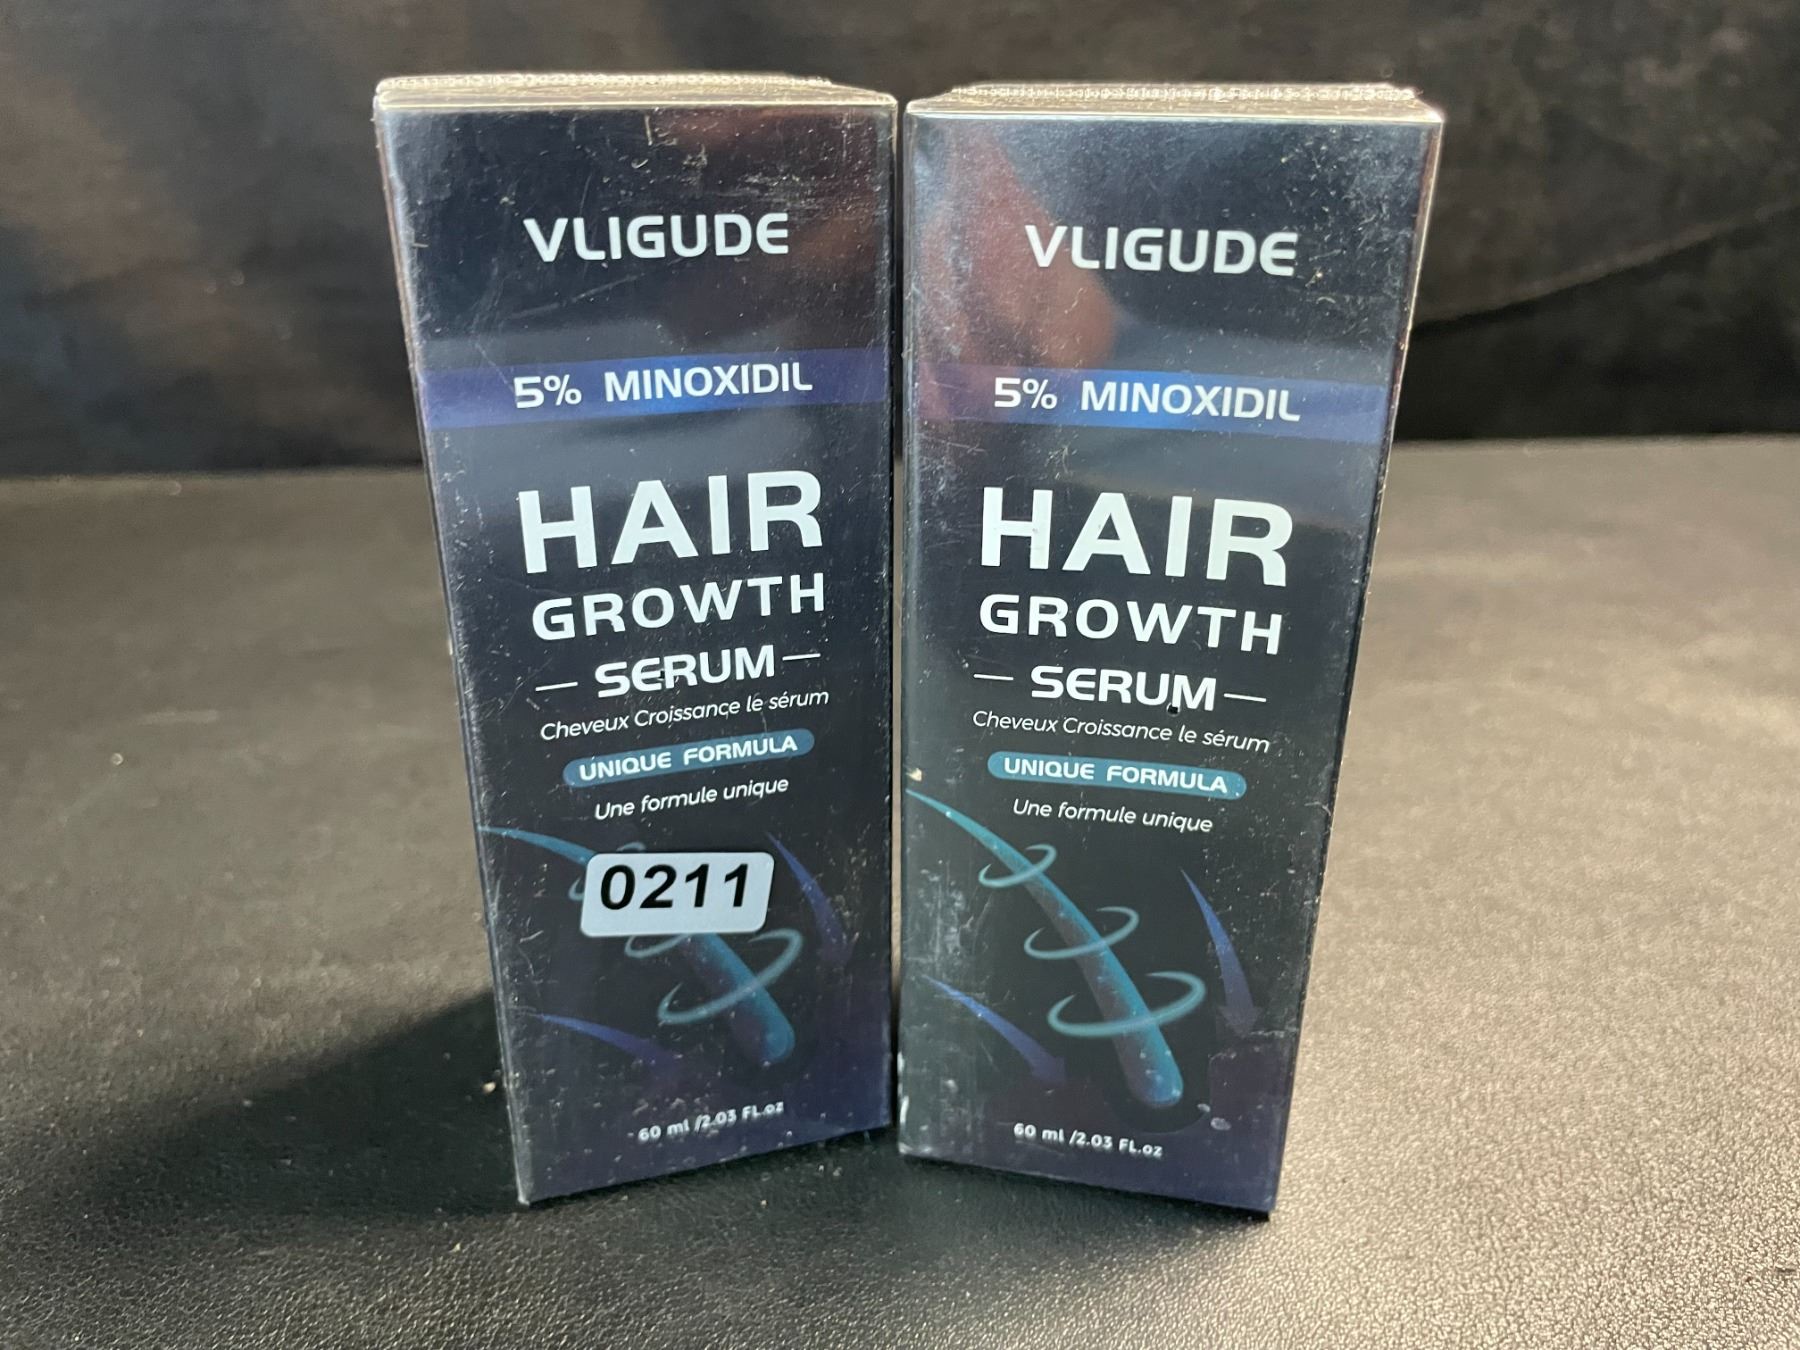 VLIGUDE
5% MINOXIDIL
HAIR
GROWTH
SERUM
Cheveux Croissance le sérum
UNIQUE FORMULA
Une formule unique
0211
60 ml /2.03 FL.oz
VLIGUDE
5% MINOXIDIL
HAIR
GROWTH
SERUM
Cheveux Croissance le sérum
UNIQUE FORMULA
Une formule unique
60 ml /2.03 FL.oz